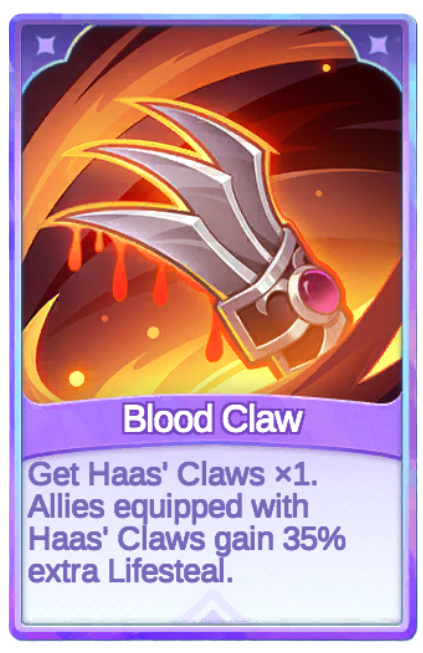 Blood Claw
Get Haas' Claws ×1.
Allies equipped with
Haas' Claws gain 35%
extra Lifesteal.